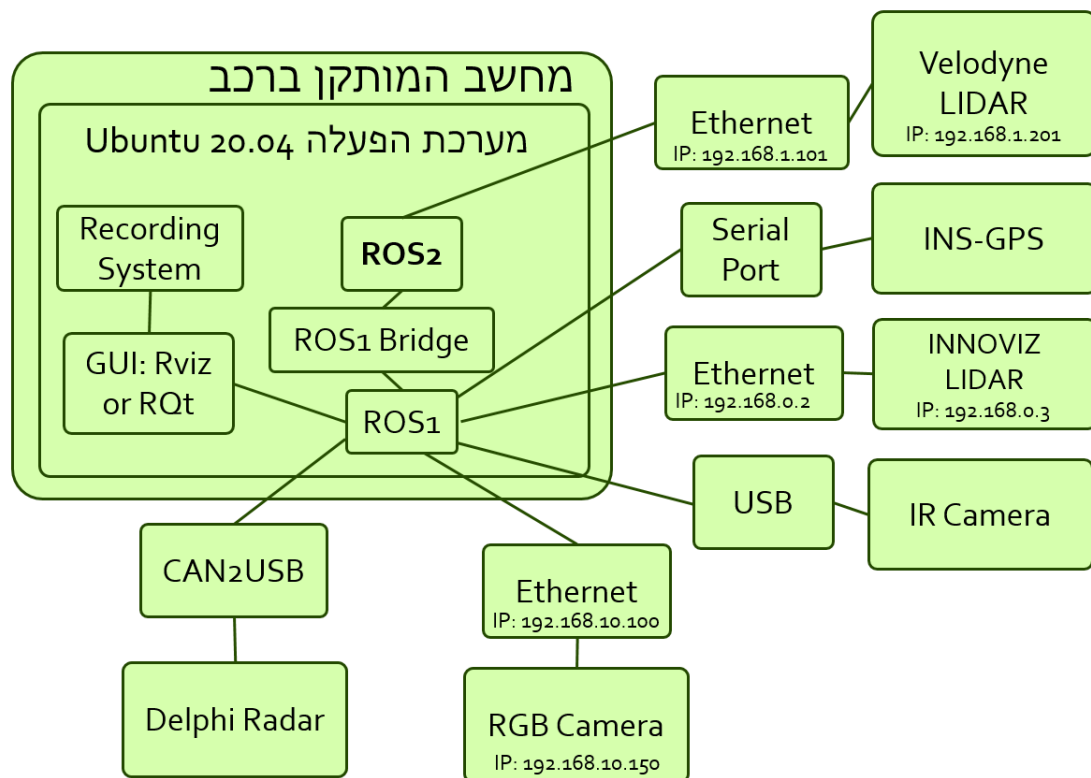 מחשב המותקן ברכב
מערכת הפעלה Ubuntu 20.04
Recording
System
GUI: Rviz
or RQt
ROS2
ROS1 Bridge
ROS1
Ethernet
IP: 192.168.1.101
Velodyne
LIDAR
IP: 192.168.1.201
Serial
Port
INS-GPS
Ethernet
IP: 192.168.0.2
INNOVIZ
LIDAR
IP: 192.168.0.3
USB
IR Camera
CAN2USB
Delphi Radar
Ethernet
IP: 192.168.10.100
RGB Camera
IP: 192.168.10.150